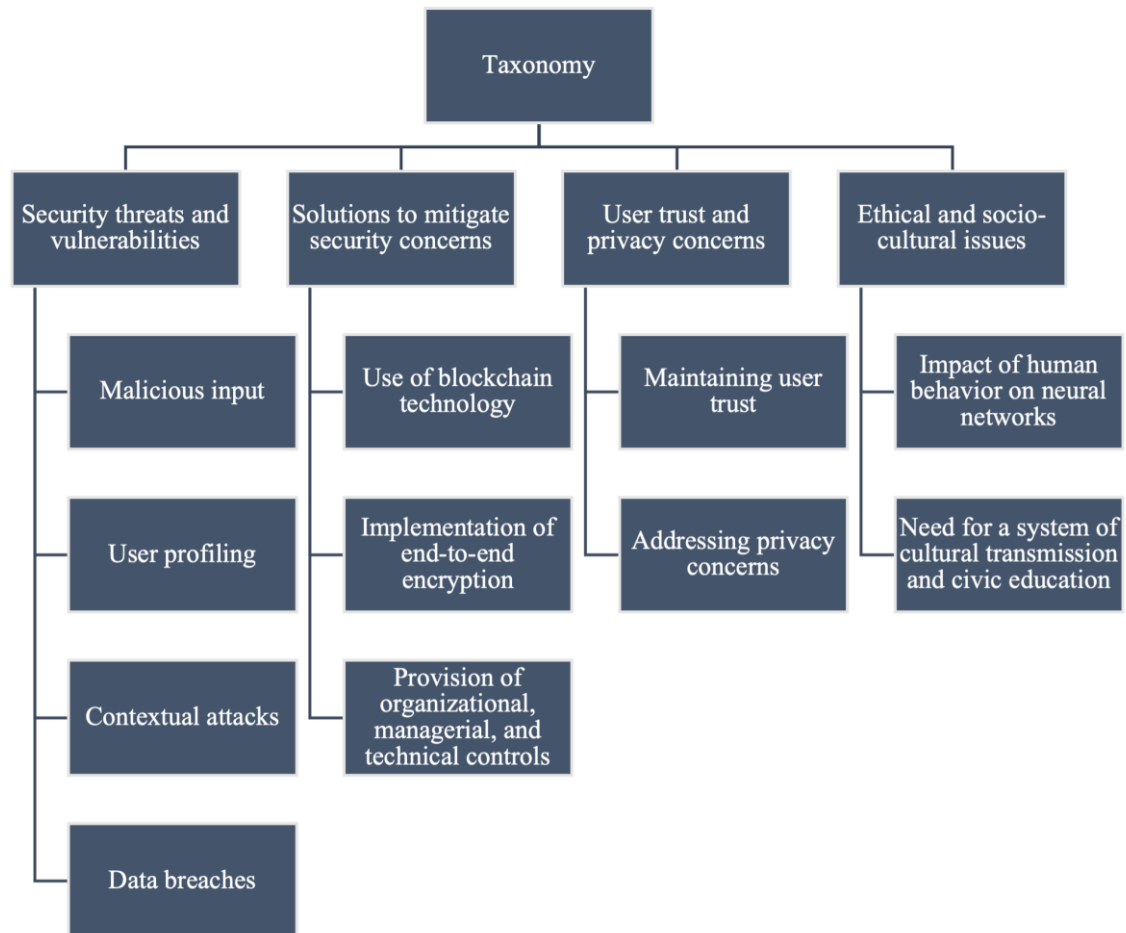 Taxonomy
Security threats and
vulnerabilities
Malicious input
User profiling
Contextual attacks
Data breaches
Solutions to mitigate
security concerns
Use of blockchain
technology
Implementation of
end-to-end
encryption
Provision of
organizational,
managerial, and
technical controls
User trust and
privacy concerns
Maintaining user
trust
Addressing privacy
concerns
Ethical and socio-
cultural issues
Impact of human
behavior on neural
networks
Need for a system of
cultural transmission
and civic education